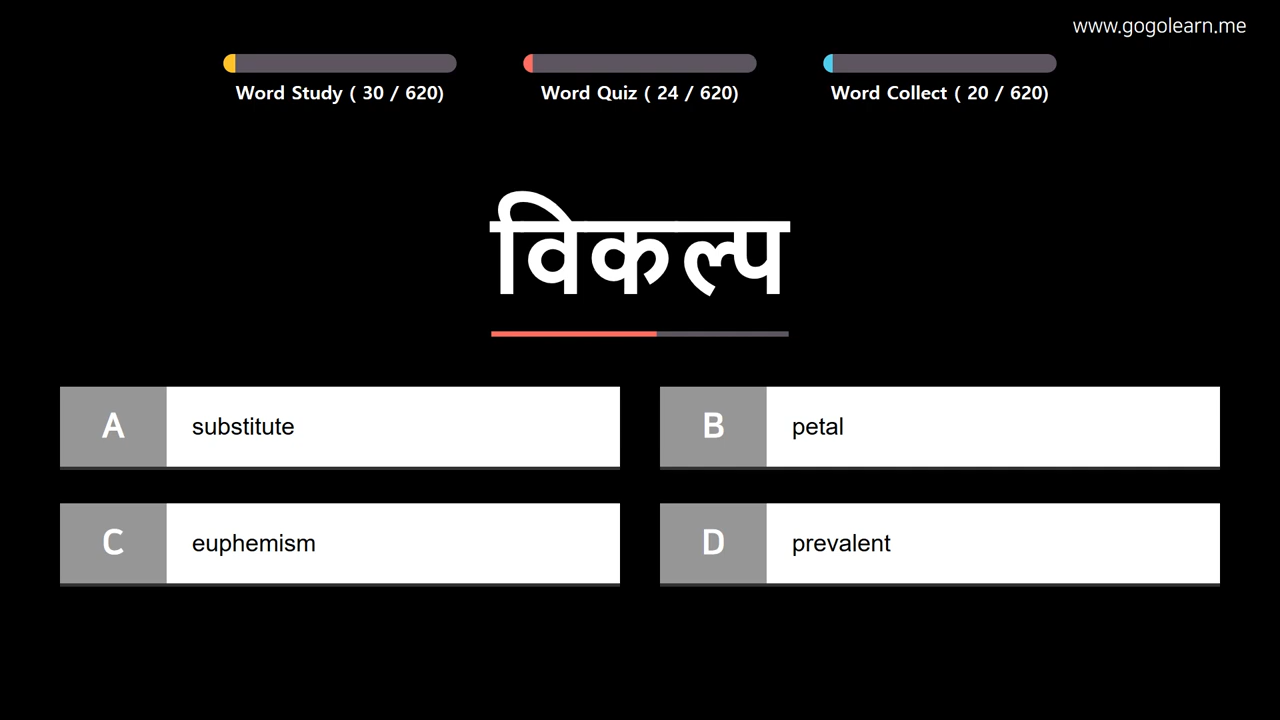 www.gogolearn.me
Word Study ( 30 / 620)
Word Quiz ( 24 / 620)
Word Collect ( 20 / 620)
विकल्प
A substitute
B petal
C euphemism
D prevalent